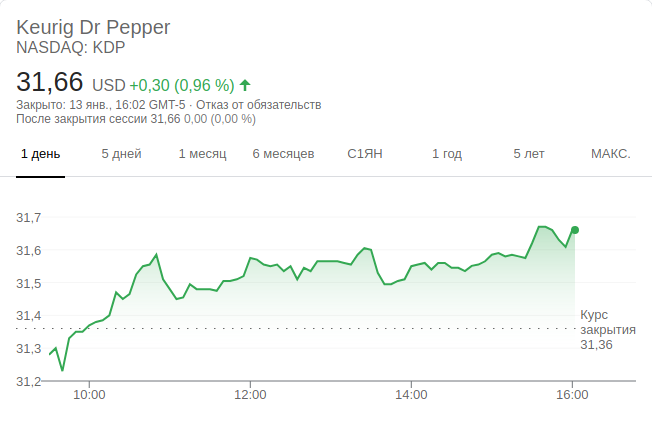 Keurig Dr Pepper
NASDAQ: KDP
31,66 USD +0,30 (0,96 %)
Закрыто: 13 янв., 16:02 GMT-5 · Отказ от обязательств
После закрытия сессии 31,66 0,00 (0,00 %)
1 день 5 дней 1 месяц 6 месяцев С1ЯН 1 год 5 лет МАКС.
31,7
31,6
31,5
31,4
31,3
31,2
Курс
закрытия
31,36
10:00 12:00 14:00 16:00